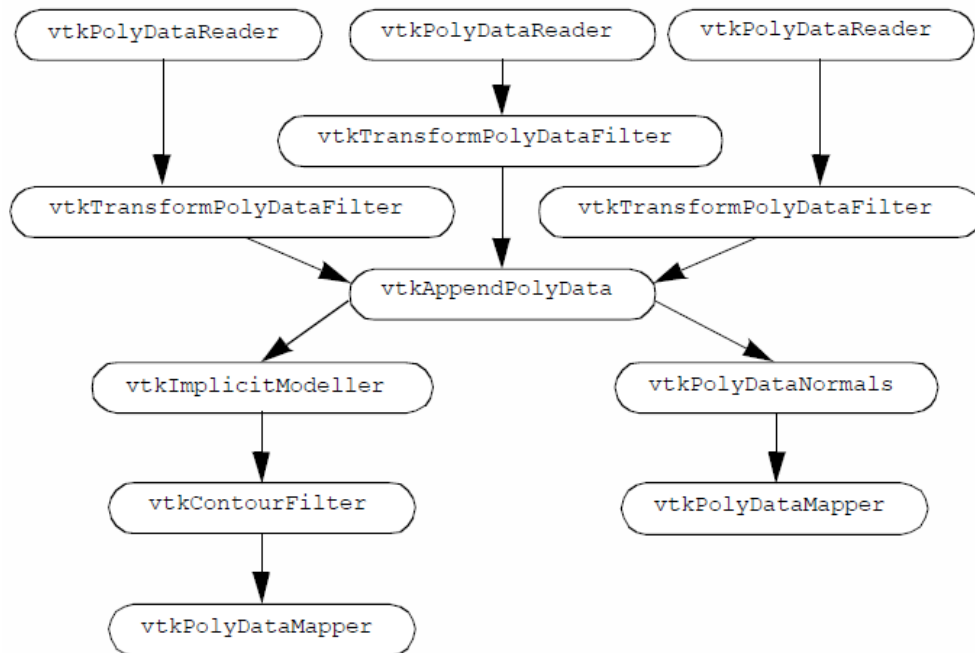 vtkPolyDataReader
vtkPolyDataReader
vtkPolyDataReader
vtkTransformPolyDataFilter
vtkTransformPolyDataFilter
vtkTransformPolyDataFilter
vtkAppendPolyData
vtkImplicitModeller
vtkPolyDataNormals
vtkContourFilter
vtkPolyDataMapper
vtkPolyDataMapper